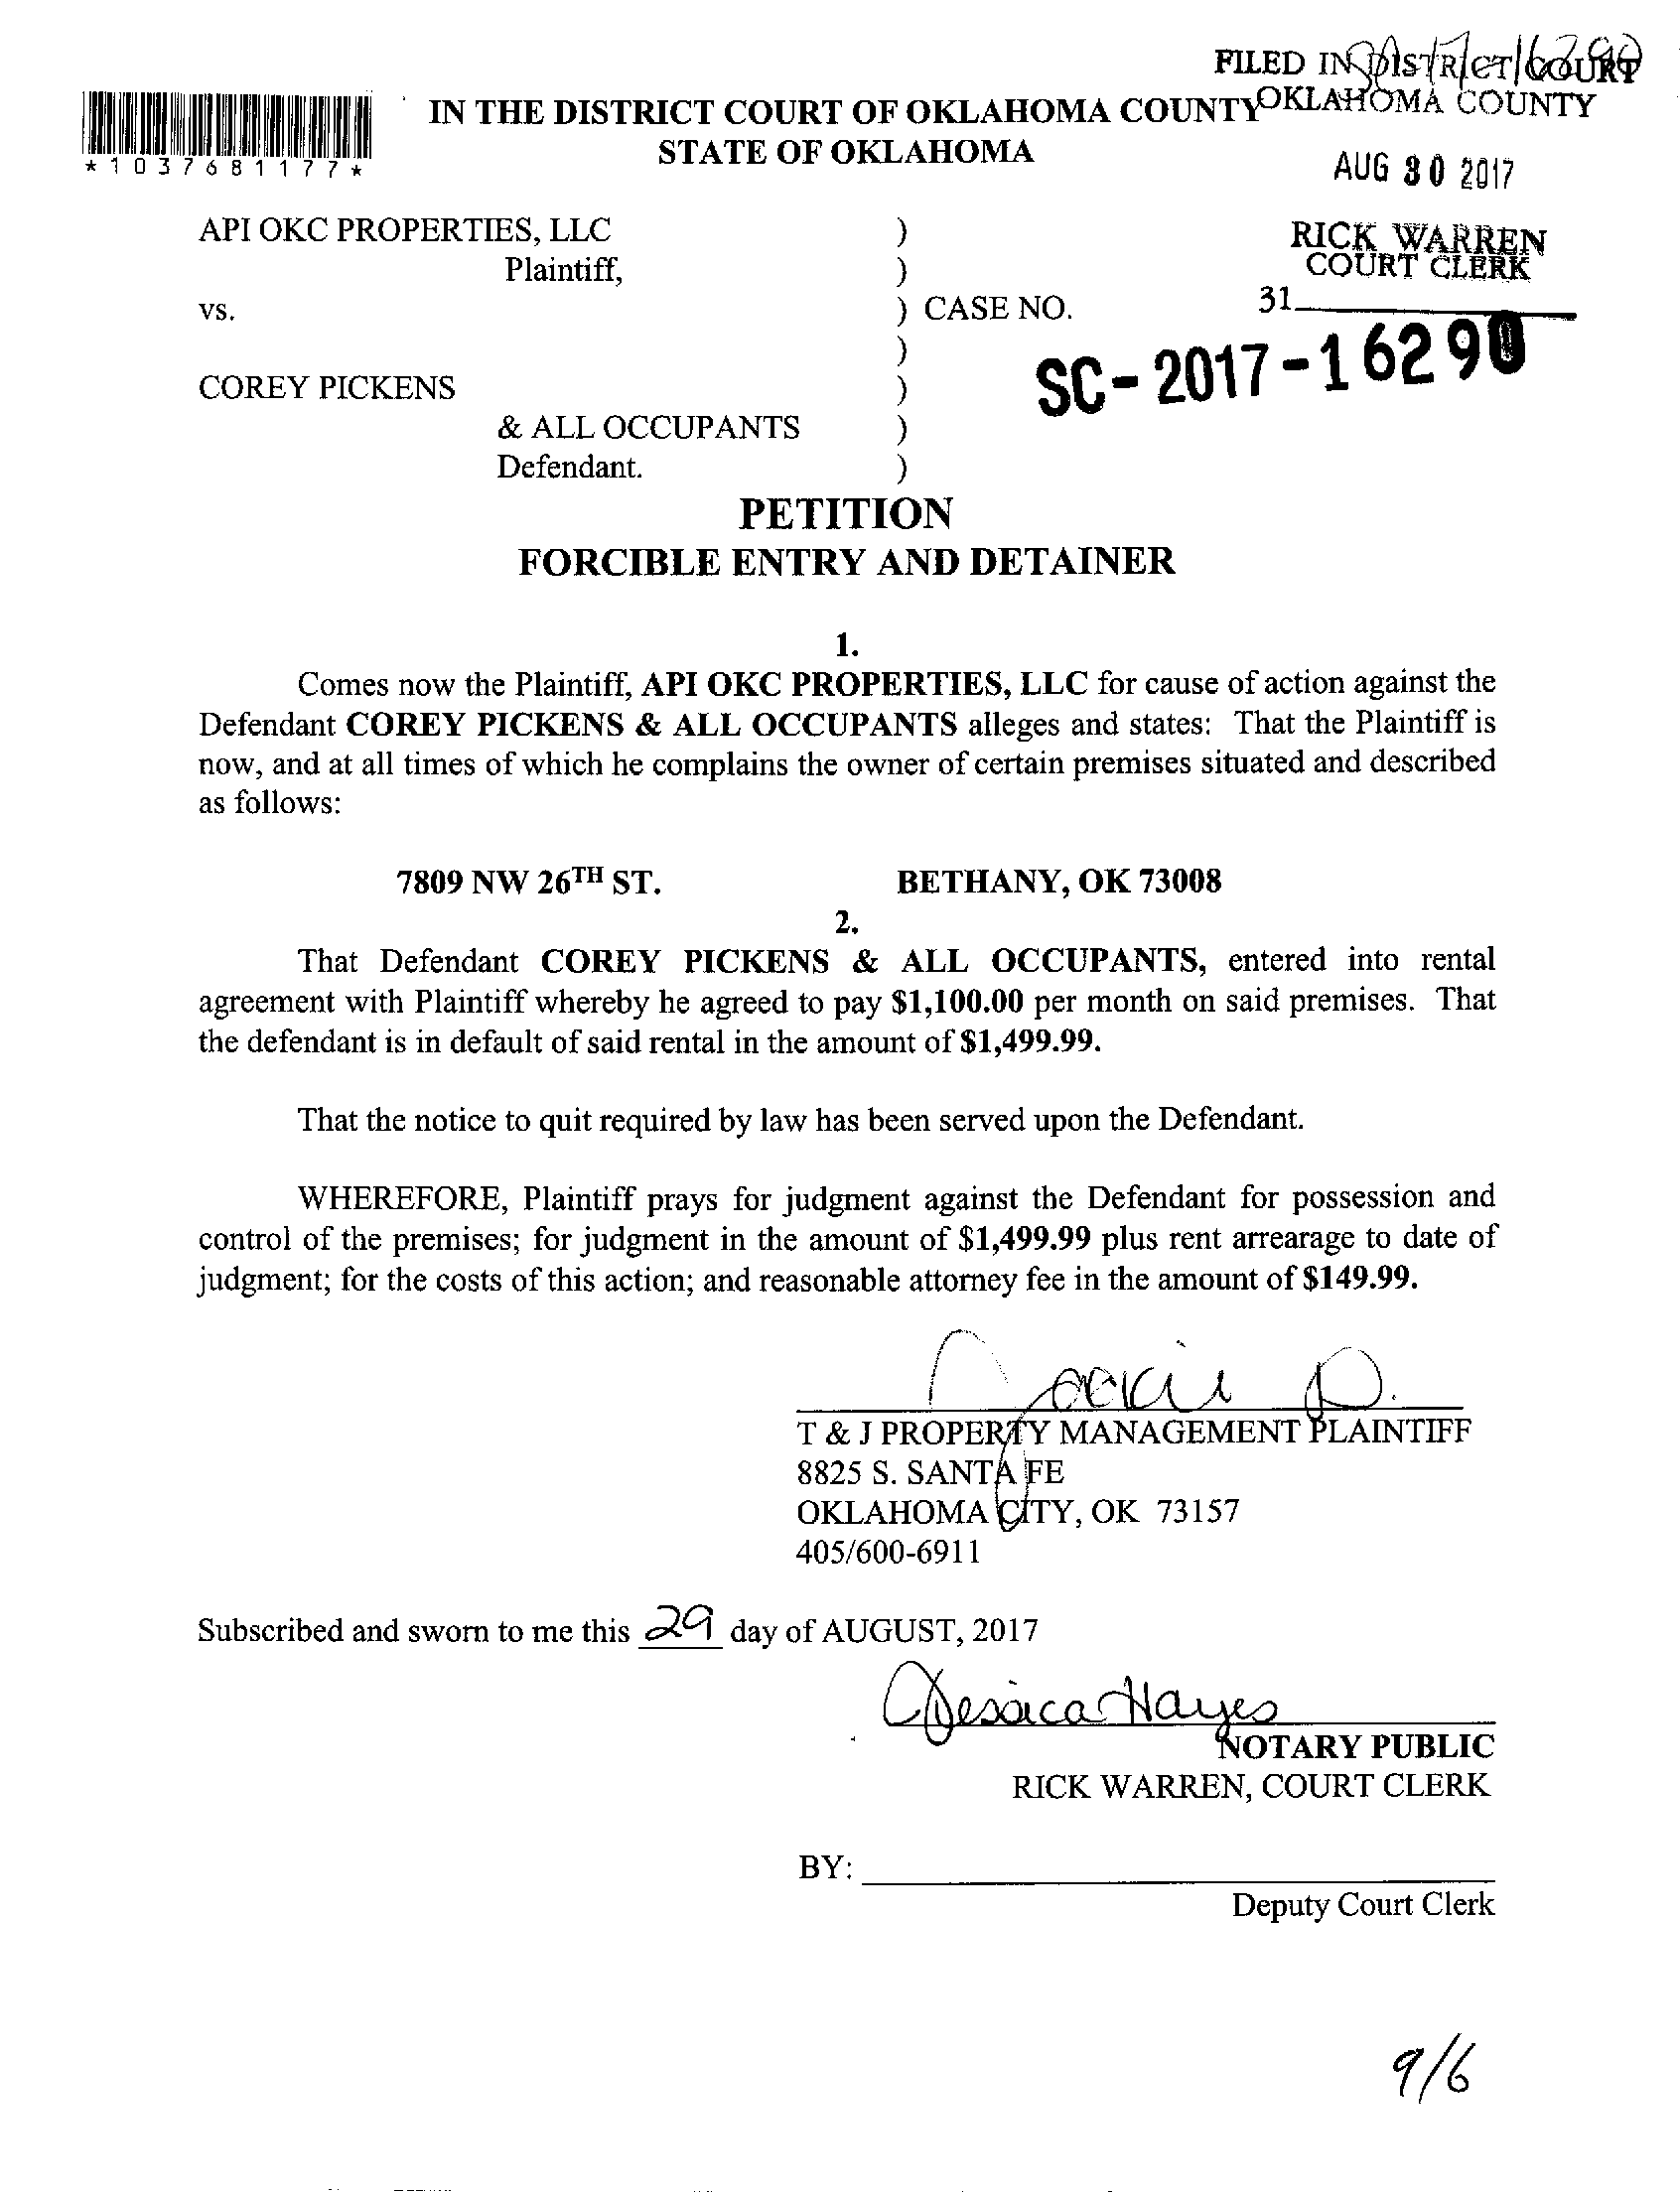 FILED IN DISTRICT COURT
OKLAHOMA COUNTY
IN THE DISTRICT COURT OF OKLAHOMA COUNTY
STATE OF OKLAHOMA
*1037681177*
AUG 30 2017
API OKC PROPERTIES, LLC )
Plaintiff, )
RICK WARREN
COURT CLERK
vs. ) CASE NO.
31
)
SC-2017-16290
COREY PICKENS )
& ALL OCCUPANTS )
Defendant. )
PETITION
FORCIBLE ENTRY AND DETAINER
1.
Comes now the Plaintiff, API OKC PROPERTIES, LLC for cause of action against the
Defendant COREY PICKENS & ALL OCCUPANTS alleges and states: That the Plaintiff is
now, and at all times of which he complains the owner of certain premises situated and described
as follows:
7809 NW 26TH ST. BETHANY, OK 73008
2.
That Defendant COREY PICKENS & ALL OCCUPANTS, entered into rental
agreement with Plaintiff whereby he agreed to pay $1,100.00 per month on said premises. That
the defendant is in default of said rental in the amount of $1,499.99.
That the notice to quit required by law has been served upon the Defendant.
WHEREFORE, Plaintiff prays for judgment against the Defendant for possession and
control of the premises; for judgment in the amount of $1,499.99 plus rent arrearage to date of
judgment; for the costs of this action; and reasonable attorney fee in the amount of $149.99.
T & J PROPERTY MANAGEMENT PLAINTIFF
8825 S. SANTA FE
OKLAHOMA CITY, OK 73157
405/600-6911
Subscribed and sworn to me this 29 day of AUGUST, 2017
Jessica Hayes
NOTARY PUBLIC
RICK WARREN, COURT CLERK
BY:
Deputy Court Clerk
9/6